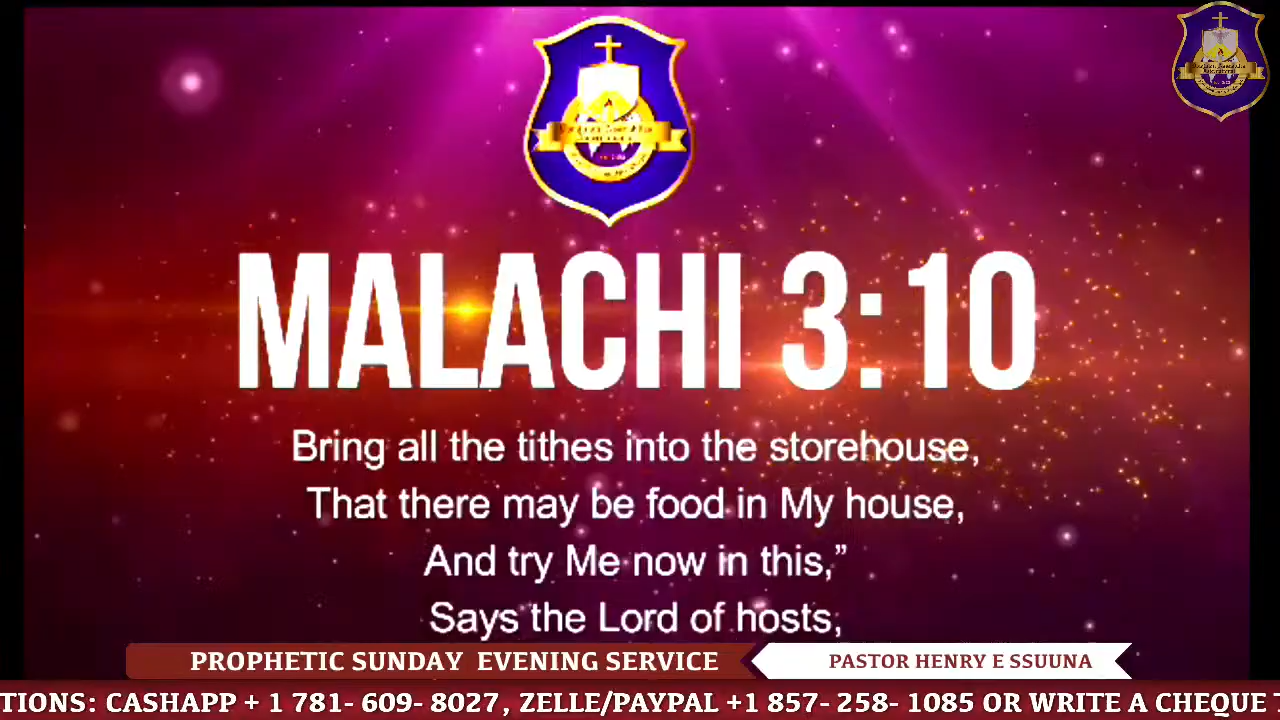 MALACHI 3:10
Bring all the tithes into the storehouse,
That there may be food in My house,
And try Me now in this,”
Says the Lord of hosts,
PROPHETIC SUNDAY EVENING SERVICE
PASTOR HENRY E SSUUNA
TIONS: CASHAPP + 1 781- 609- 8027, ZELLE/PAYPAL +1 857- 258- 1085 OR WRITE A CHEQUE